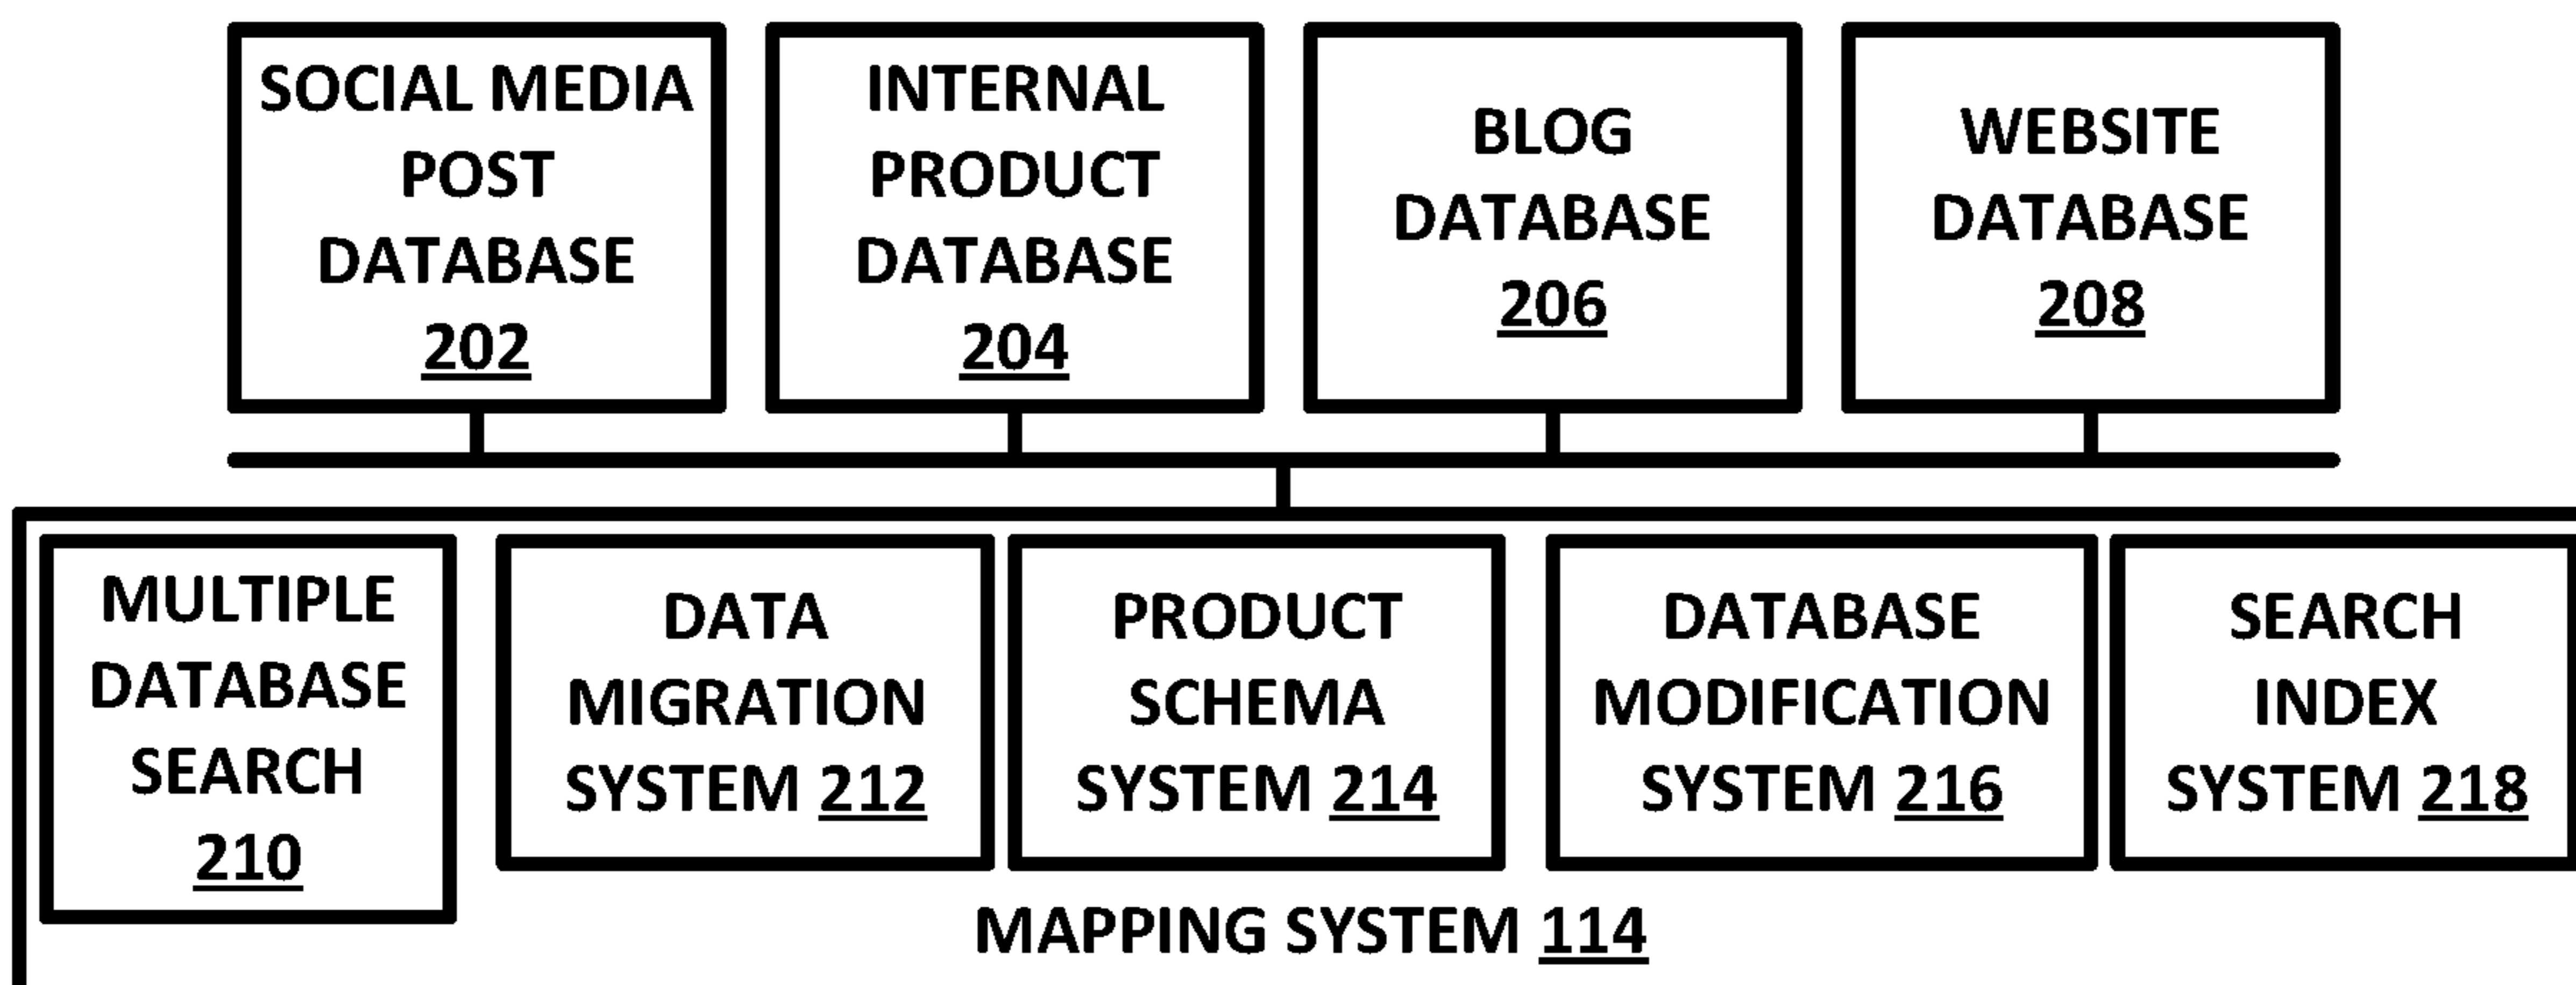 SOCIAL MEDIA
POST
DATABASE
202
INTERNAL
PRODUCT
DATABASE
204
BLOG
DATABASE
206
WEBSITE
DATABASE
208
MULTIPLE
DATABASE
SEARCH
210
DATA
MIGRATION
SYSTEM 212
PRODUCT
SCHEMA
SYSTEM 214
DATABASE
MODIFICATION
SYSTEM 216
SEARCH
INDEX
SYSTEM 218
MAPPING SYSTEM 114